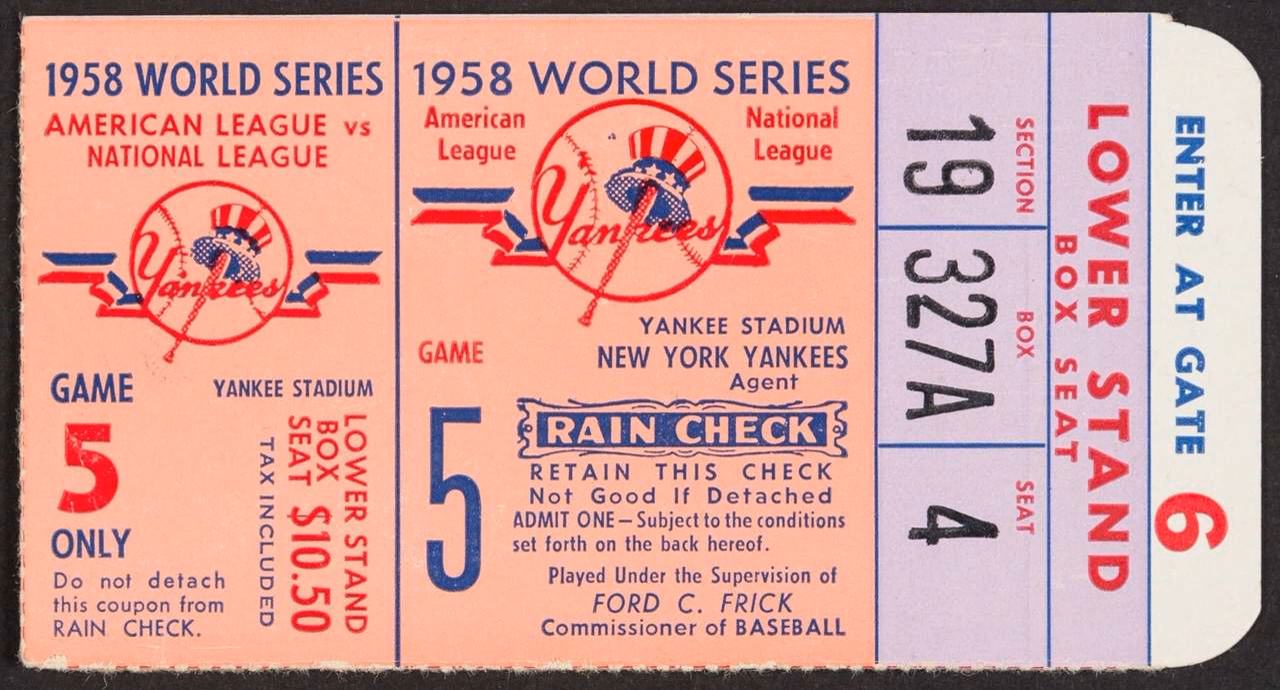 1958 WORLD SERIES
AMERICAN LEAGUE vs
NATIONAL LEAGUE
Yankees
GAME
5
ONLY
YANKEE STADIUM
LOWER STAND
BOX
SEAT $10.50
TAX INCLUDED
Do not detach
this coupon from
RAIN CHECK.
1958 WORLD SERIES
American
League
National
League
Yankees
GAME
5
YANKEE STADIUM
NEW YORK YANKEES
Agent
RAIN CHECK
RETAIN THIS CHECK
Not Good If Detached
ADMIT ONE — Subject to the conditions
set forth on the back hereof.
Played Under the Supervision of
FORD C. FRICK
Commissioner of BASEBALL
SECTION
19
BOX
327A
SEAT
4
LOWER STAND
BOX SEAT
ENTER AT GATE 6